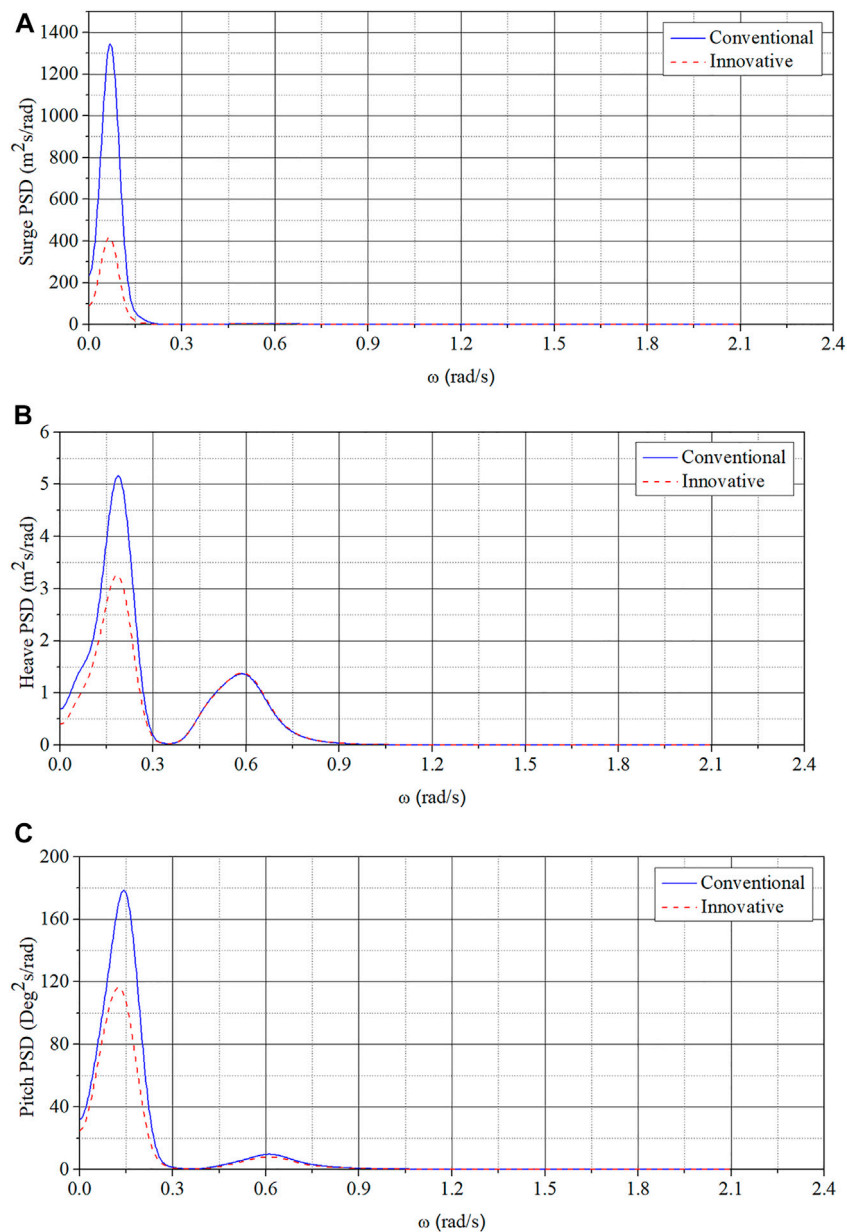 A
Surge PSD (m²s/rad)
1400
1200
1000
800
600
400
200
0
Conventional
Innovative
0.0 0.3 0.6 0.9 1.2 1.5 1.8 2.1 2.4
ω (rad/s)
B
Heave PSD (m²s/rad)
6
5
4
3
2
1
0
Conventional
Innovative
0.0 0.3 0.6 0.9 1.2 1.5 1.8 2.1 2.4
ω (rad/s)
C
Pitch PSD (Deg²s/rad)
200
160
120
80
40
0
Conventional
Innovative
0.0 0.3 0.6 0.9 1.2 1.5 1.8 2.1 2.4
ω (rad/s)